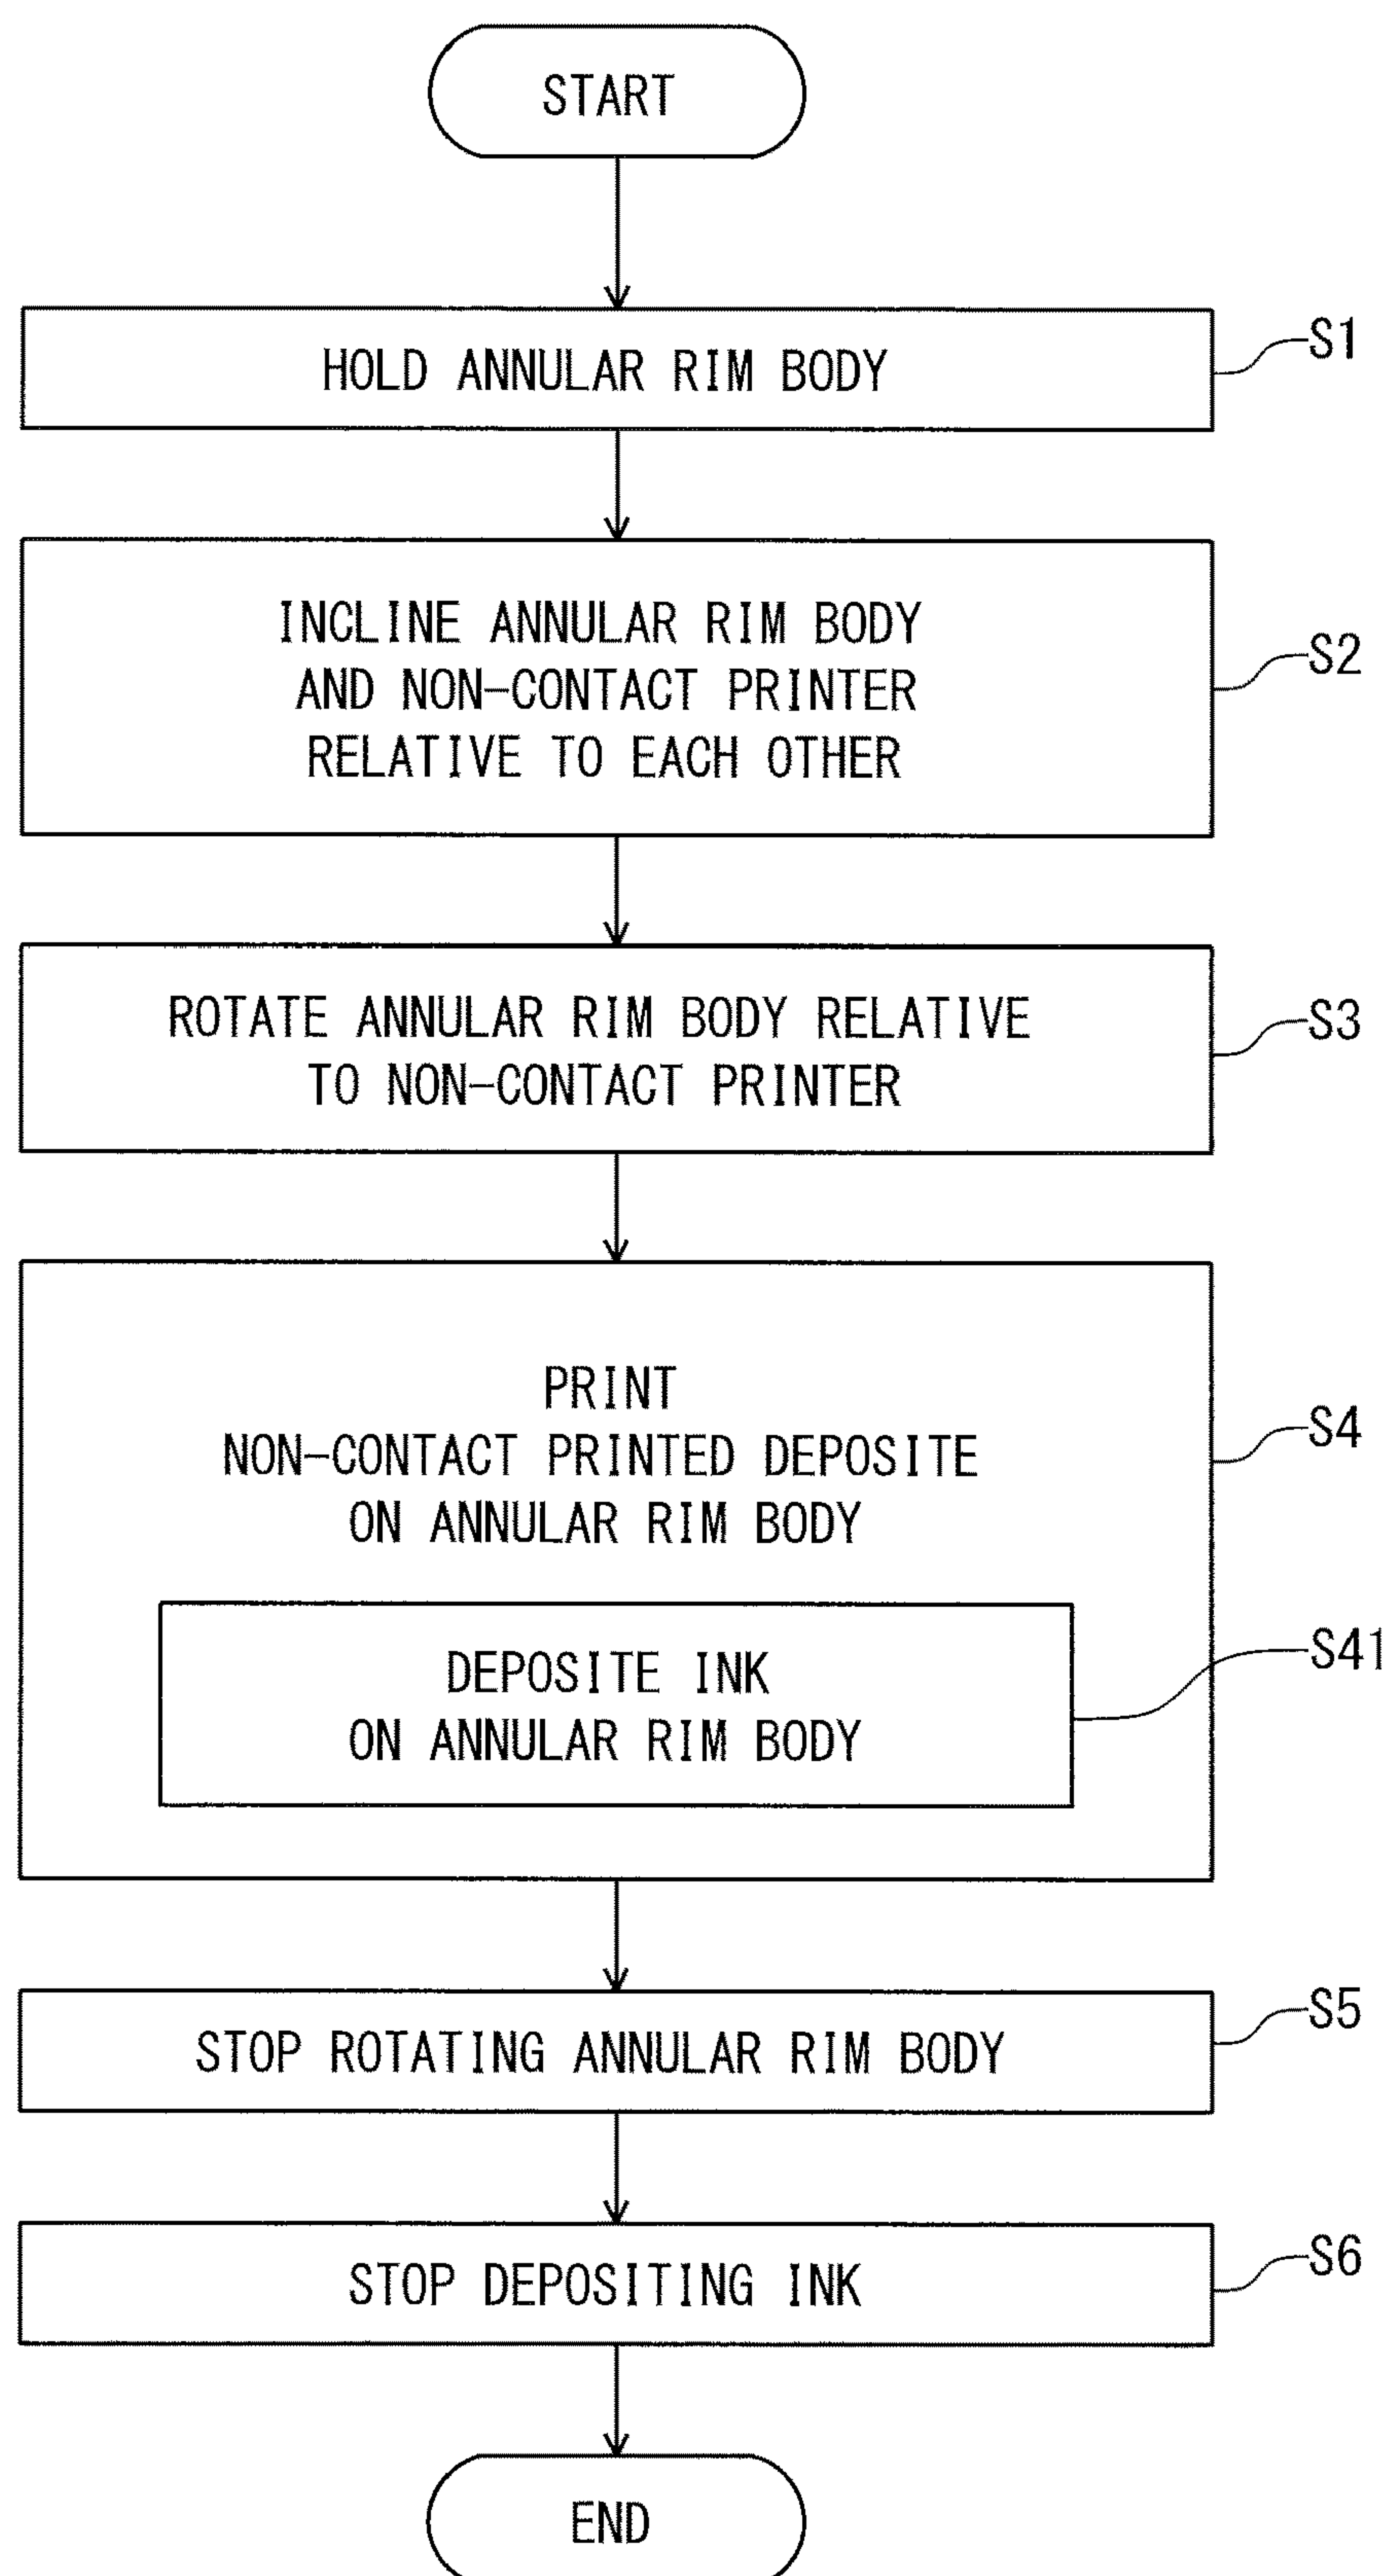 START
HOLD ANNULAR RIM BODY
S1
INCLINE ANNULAR RIM BODY
AND NON-CONTACT PRINTER
RELATIVE TO EACH OTHER
S2
ROTATE ANNULAR RIM BODY RELATIVE
TO NON-CONTACT PRINTER
S3
PRINT
NON-CONTACT PRINTED DEPOSITE
ON ANNULAR RIM BODY
S4
DEPOSITE INK
ON ANNULAR RIM BODY
S41
STOP ROTATING ANNULAR RIM BODY
S5
STOP DEPOSITING INK
S6
END